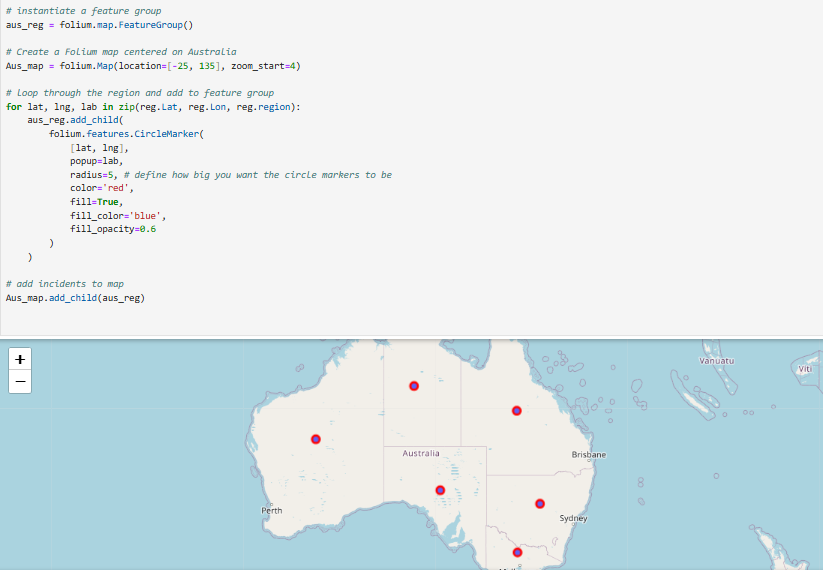 # instantiate a feature group
aus_reg = folium.map.FeatureGroup()
# Create a Folium map centered on Australia
Aus_map = folium.Map(location=[-25, 135], zoom_start=4)
# loop through the region and add to feature group
for lat, lng, lab in zip(reg.Lat, reg.Lon, reg.region):
    aus_reg.add_child(
        folium.features.CircleMarker(
            [lat, lng],
            popup=lab,
            radius=5, # define how big you want the circle markers to be
            color='red',
            fill=True,
            fill_color='blue',
            fill_opacity=0.6
        )
    )
# add incidents to map
Aus_map.add_child(aus_reg)
+
−
Vanuatu
Viti
Australia
Brisbane
Perth
Sydney